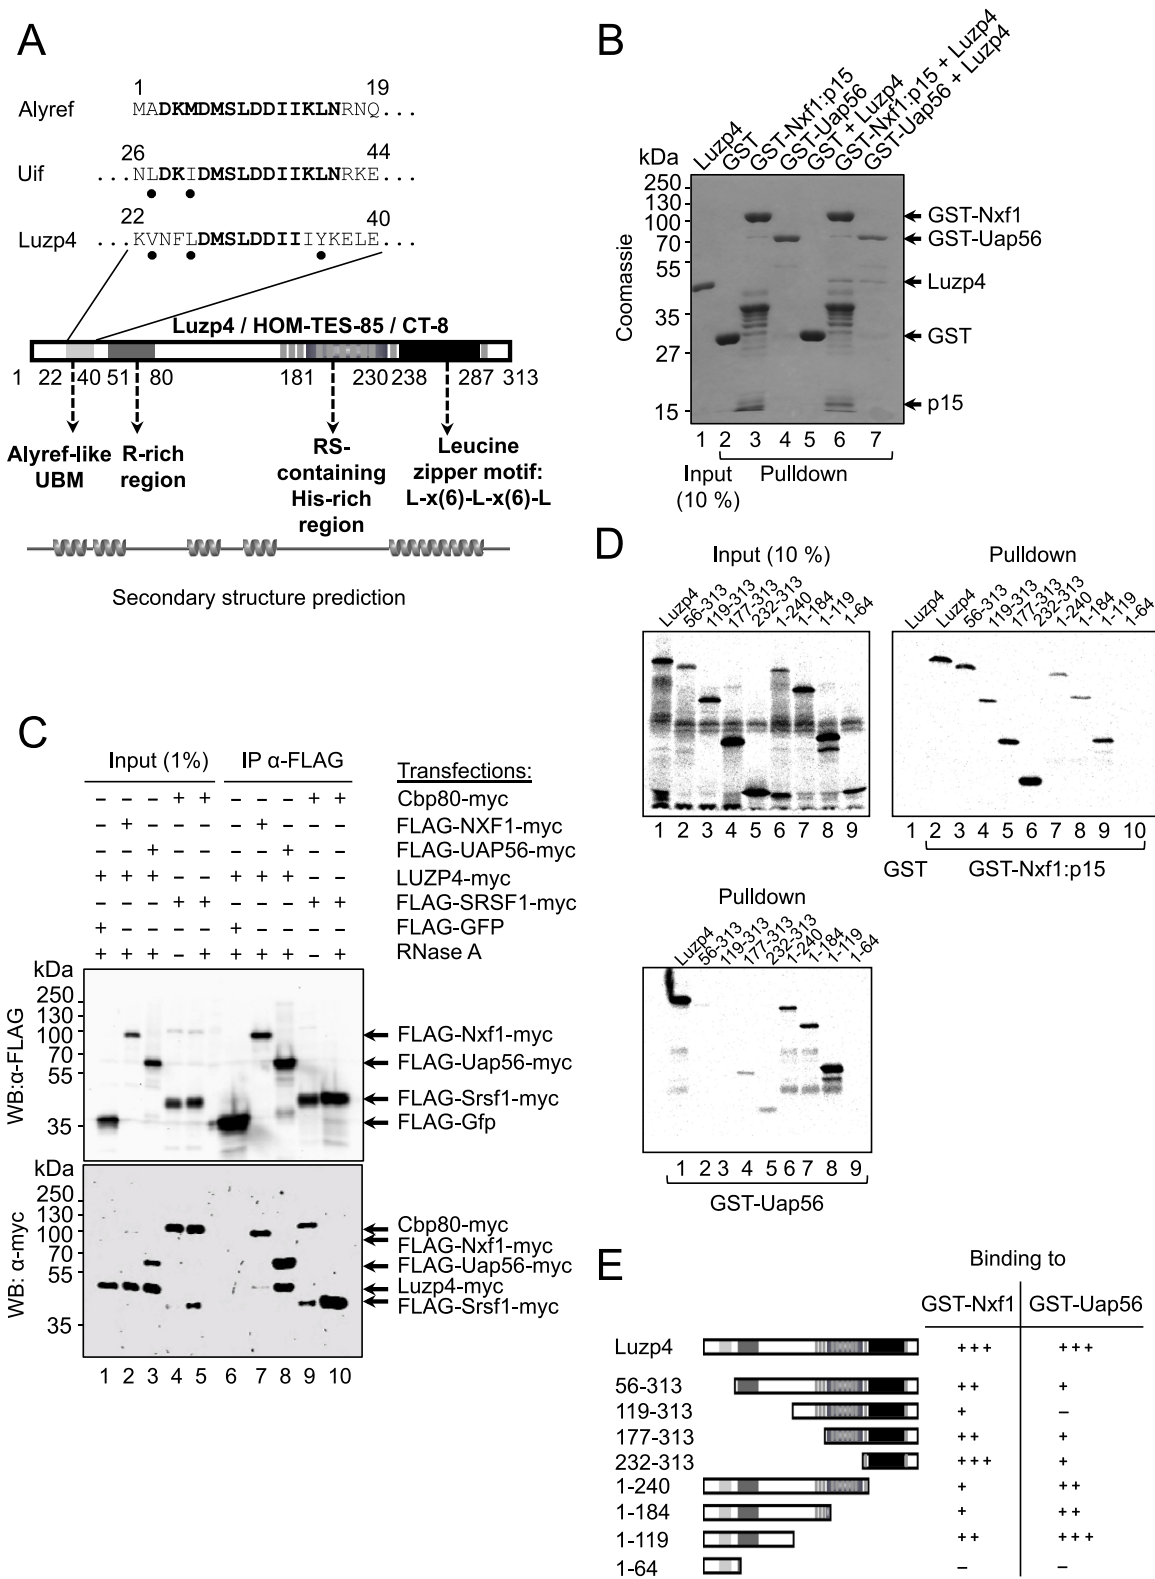 A
1 19
Alyref MADKMDMSLDDIIKLNRNQ...
26 44
Uif ...NLDKIDMSLDDIIKLNRKE...
22 40
Luzp4 ...KVNFLDMSLDDIIIYKELE...
Luzp4 / HOM-TES-85 / CT-8
1 22 40 51 80 181 230 238 287 313
Alyref-like UBM
R-rich region
RS-containing His-rich region
Leucine zipper motif: L-x(6)-L-x(6)-L
Secondary structure prediction
B
Luzp4
GST
GST-Nxf1:p15
GST-Uap56
GST + Luzp4
GST-Nxf1:p15 + Luzp4
GST-Uap56 + Luzp4
kDa
250
130
100
70
55
35
27
15
Coomassie
GST-Nxf1
GST-Uap56
Luzp4
GST
p15
1 2 3 4 5 6 7
Input (10 %)
Pulldown
C
Input (1%) IP α-FLAG Transfections:
– – – + + – – – + + Cbp80-myc
– + – – – – + – – – FLAG-NXF1-myc
– – + – – – – + – – FLAG-UAP56-myc
+ + + – – + + + – – LUZP4-myc
– – – + + – – – + + FLAG-SRSF1-myc
+ – – – – + – – – – FLAG-GFP
+ + + – + + + + – + RNase A
kDa
250
130
100
70
55
35
WB:α-FLAG
FLAG-Nxf1-myc
FLAG-Uap56-myc
FLAG-Srsf1-myc
FLAG-Gfp
kDa
250
130
100
70
55
35
WB: α-myc
Cbp80-myc
FLAG-Nxf1-myc
FLAG-Uap56-myc
Luzp4-myc
FLAG-Srsf1-myc
1 2 3 4 5 6 7 8 9 10
D
Input (10 %)
Luzp4 56-313 119-313 177-313 232-313 1-240 1-184 1-119 1-64
1 2 3 4 5 6 7 8 9
Pulldown
Luzp4 Luzp4 56-313 119-313 177-313 232-313 1-240 1-184 1-119 1-64
1 2 3 4 5 6 7 8 9 10
GST GST-Nxf1:p15
Pulldown
Luzp4 56-313 119-313 177-313 232-313 1-240 1-184 1-119 1-64
1 2 3 4 5 6 7 8 9
GST-Uap56
E
Binding to
GST-Nxf1 GST-Uap56
Luzp4 +++ +++
56-313 ++ +
119-313 + –
177-313 ++ +
232-313 +++ +
1-240 + ++
1-184 + ++
1-119 ++ +++
1-64 – –